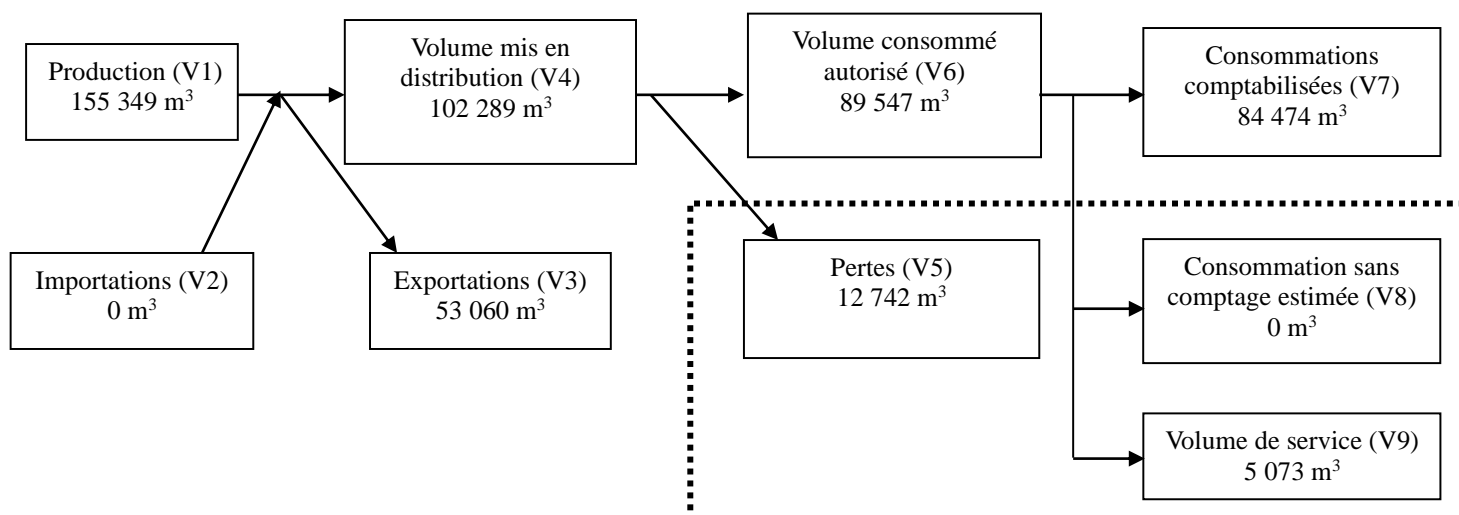 Production (V1)
155 349 m³
Volume mis en
distribution (V4)
102 289 m³
Volume consommé
autorisé (V6)
89 547 m³
Consommations
comptabilisées (V7)
84 474 m³
Importations (V2)
0 m³
Exportations (V3)
53 060 m³
Pertes (V5)
12 742 m³
Consommation sans
comptage estimée (V8)
0 m³
Volume de service (V9)
5 073 m³